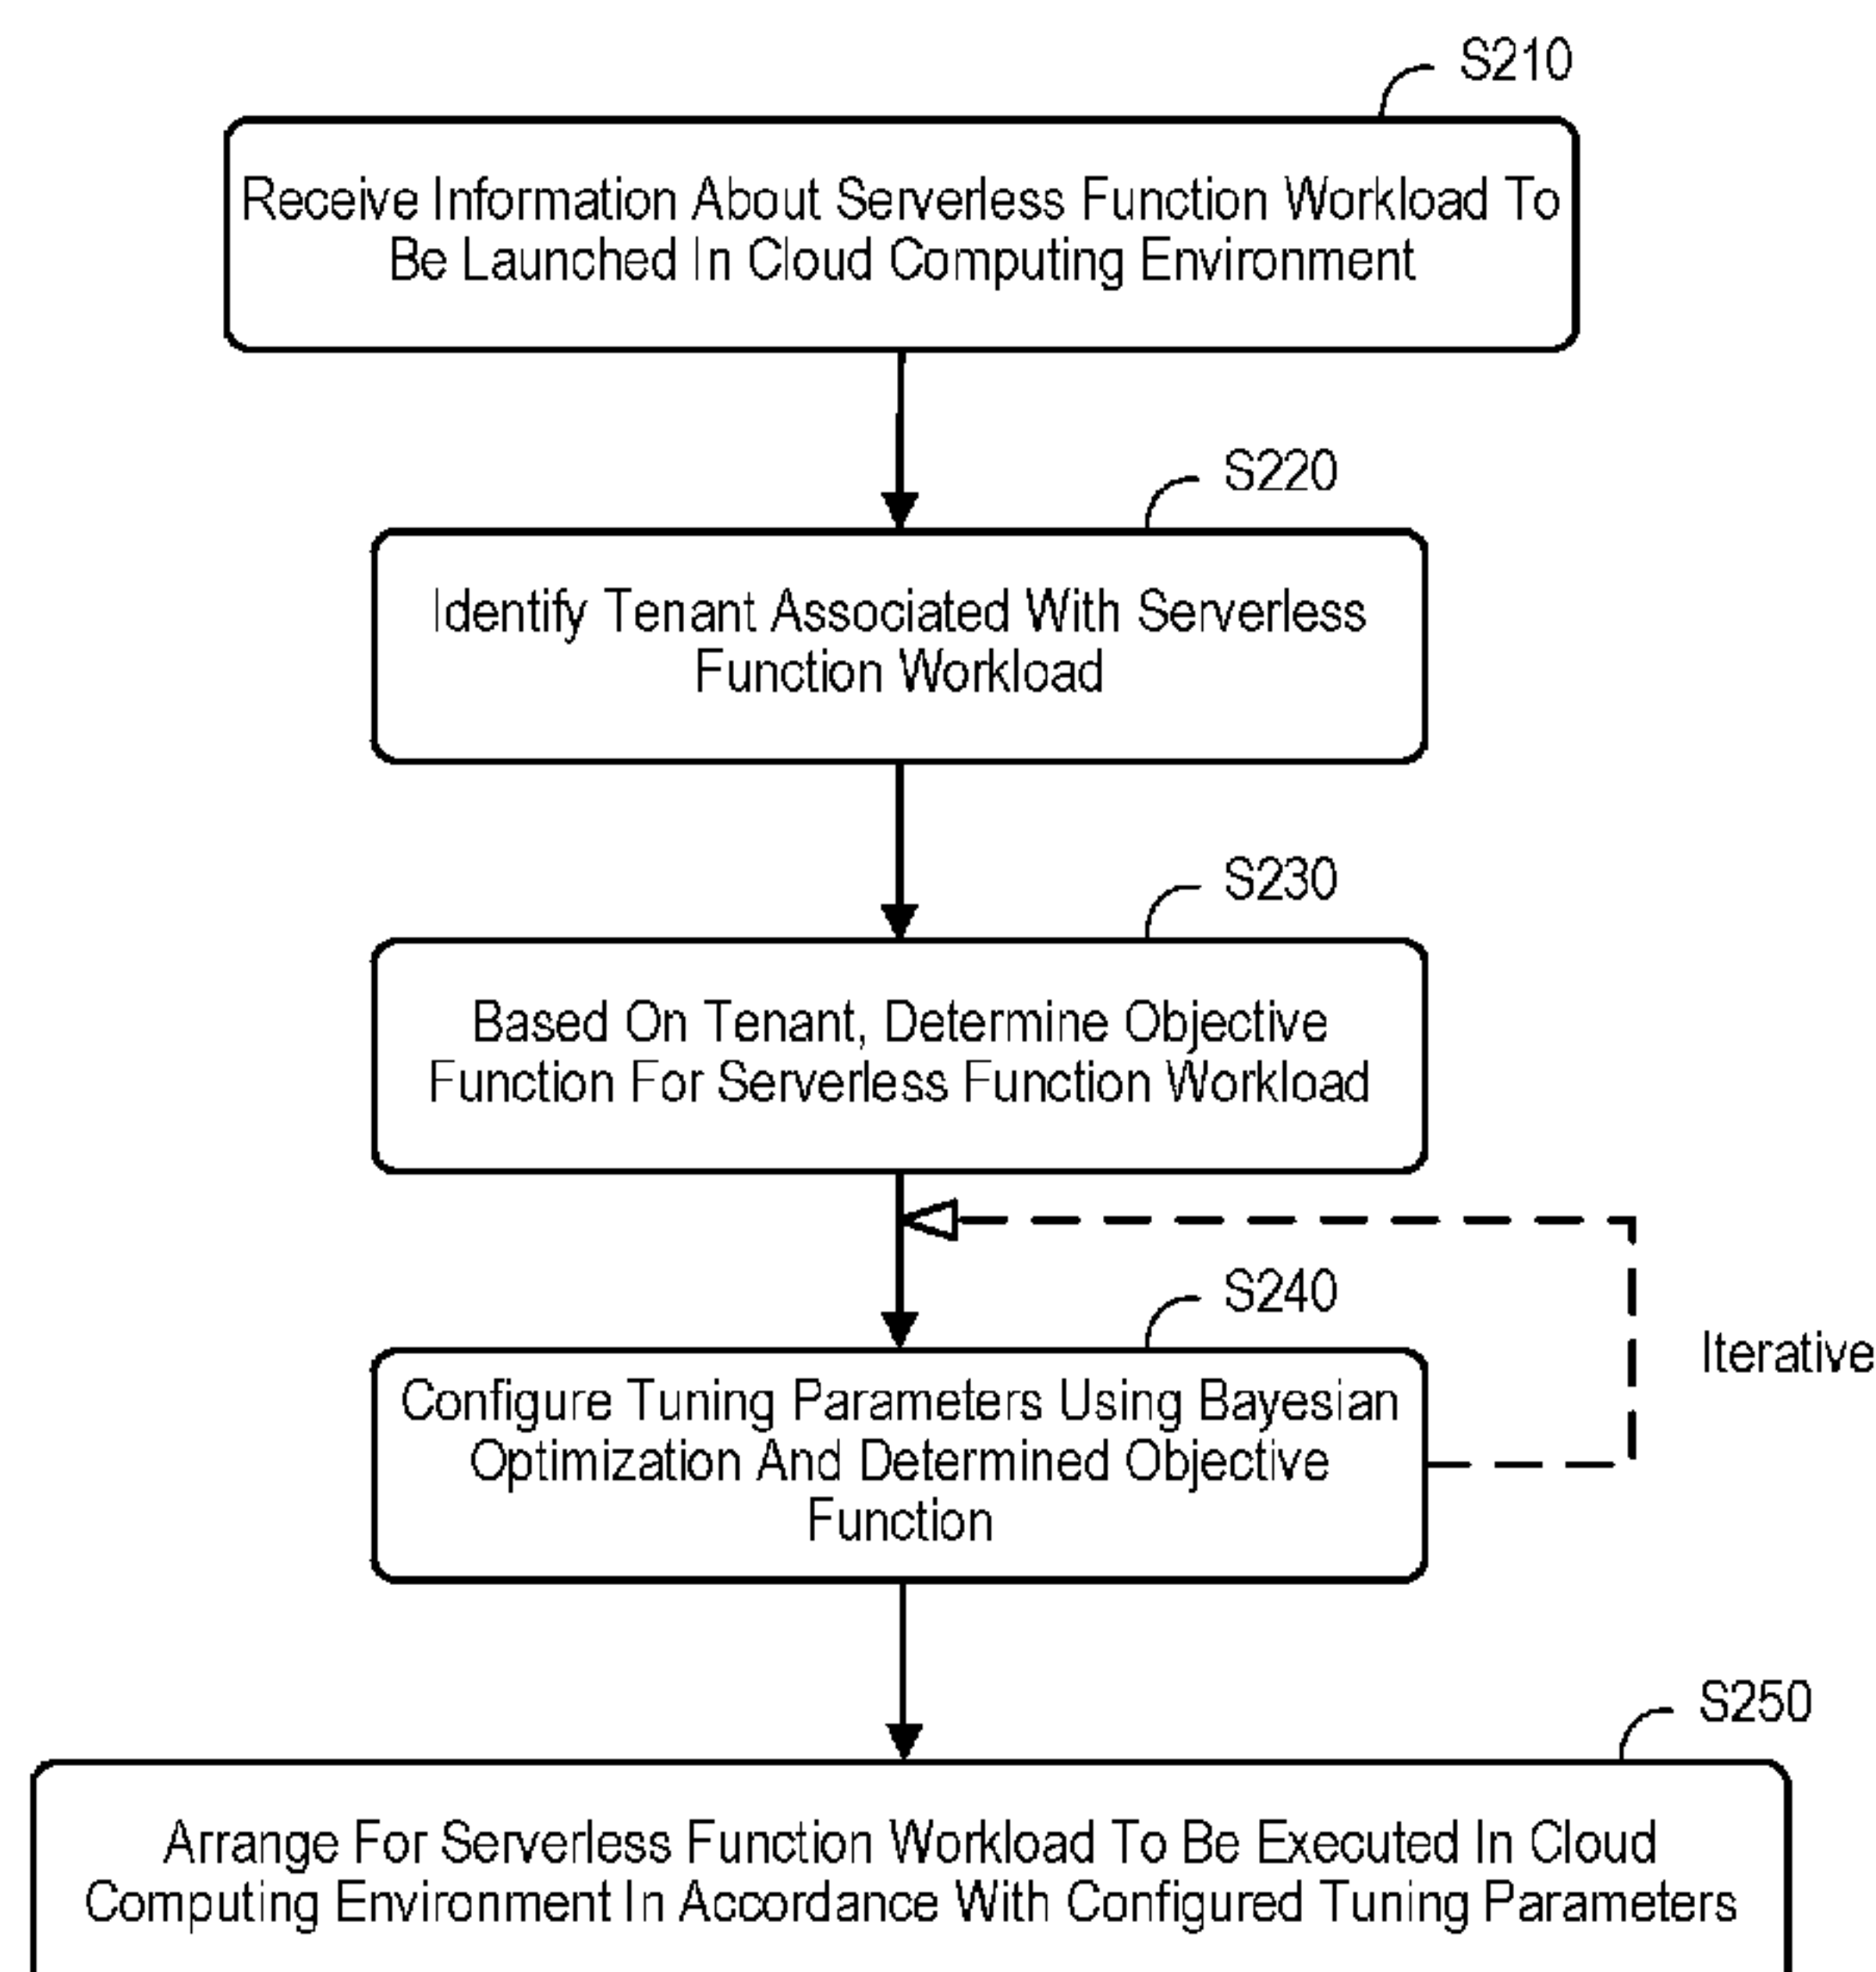 S210
Receive Information About Serverless Function Workload To
Be Launched In Cloud Computing Environment
S220
Identify Tenant Associated With Serverless
Function Workload
S230
Based On Tenant, Determine Objective
Function For Serverless Function Workload
S240
Configure Tuning Parameters Using Bayesian
Optimization And Determined Objective
Function
Iterative
S250
Arrange For Serverless Function Workload To Be Executed In Cloud
Computing Environment In Accordance With Configured Tuning Parameters